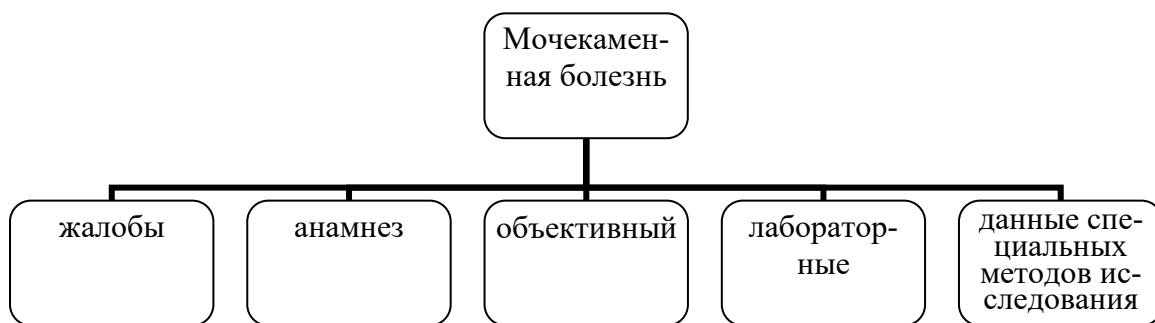 Мочекамен-
ная болезнь
жалобы
анамнез
объективный
лаборатор-
ные
данные спе-
циальных
методов ис-
следования